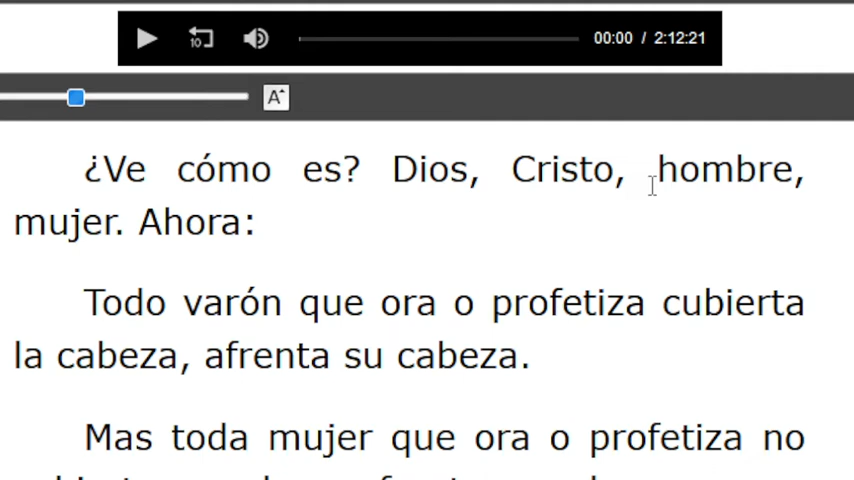 10
00:00 / 2:12:21
A
¿Ve cómo es? Dios, Cristo, hombre,
mujer. Ahora:
Todo varón que ora o profetiza cubierta
la cabeza, afrenta su cabeza.
Mas toda mujer que ora o profetiza no